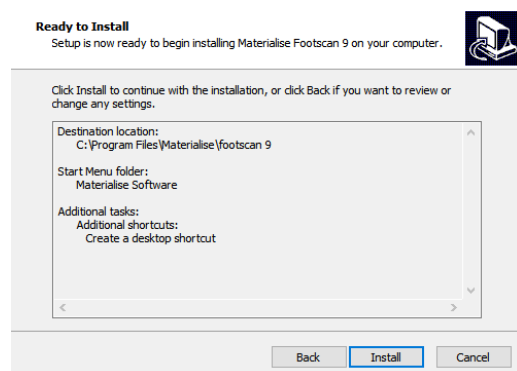 Ready to Install
Setup is now ready to begin installing Materialise Footscan 9 on your computer.
Click Install to continue with the installation, or click Back if you want to review or
change any settings.
Destination location:
C:\Program Files\Materialise\footscan 9
Start Menu folder:
Materialise Software
Additional tasks:
Additional shortcuts:
Create a desktop shortcut
Back Install Cancel